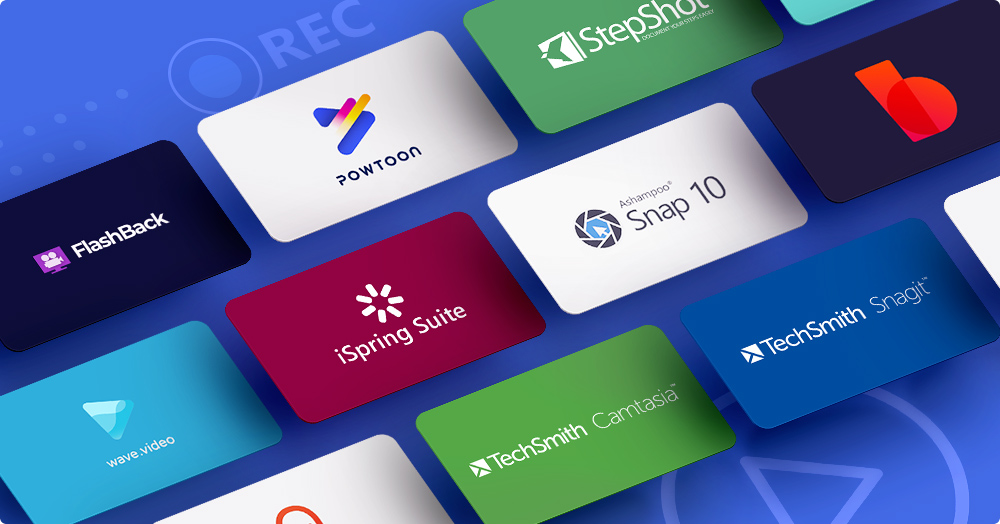 REC
StepShot
DOCUMENT YOUR STEPS EASILY
POWTOON
Ashampoo®
Snap 10
FlashBack
iSpring Suite
TechSmith Snagit™
wave.video
TechSmith Camtasia™